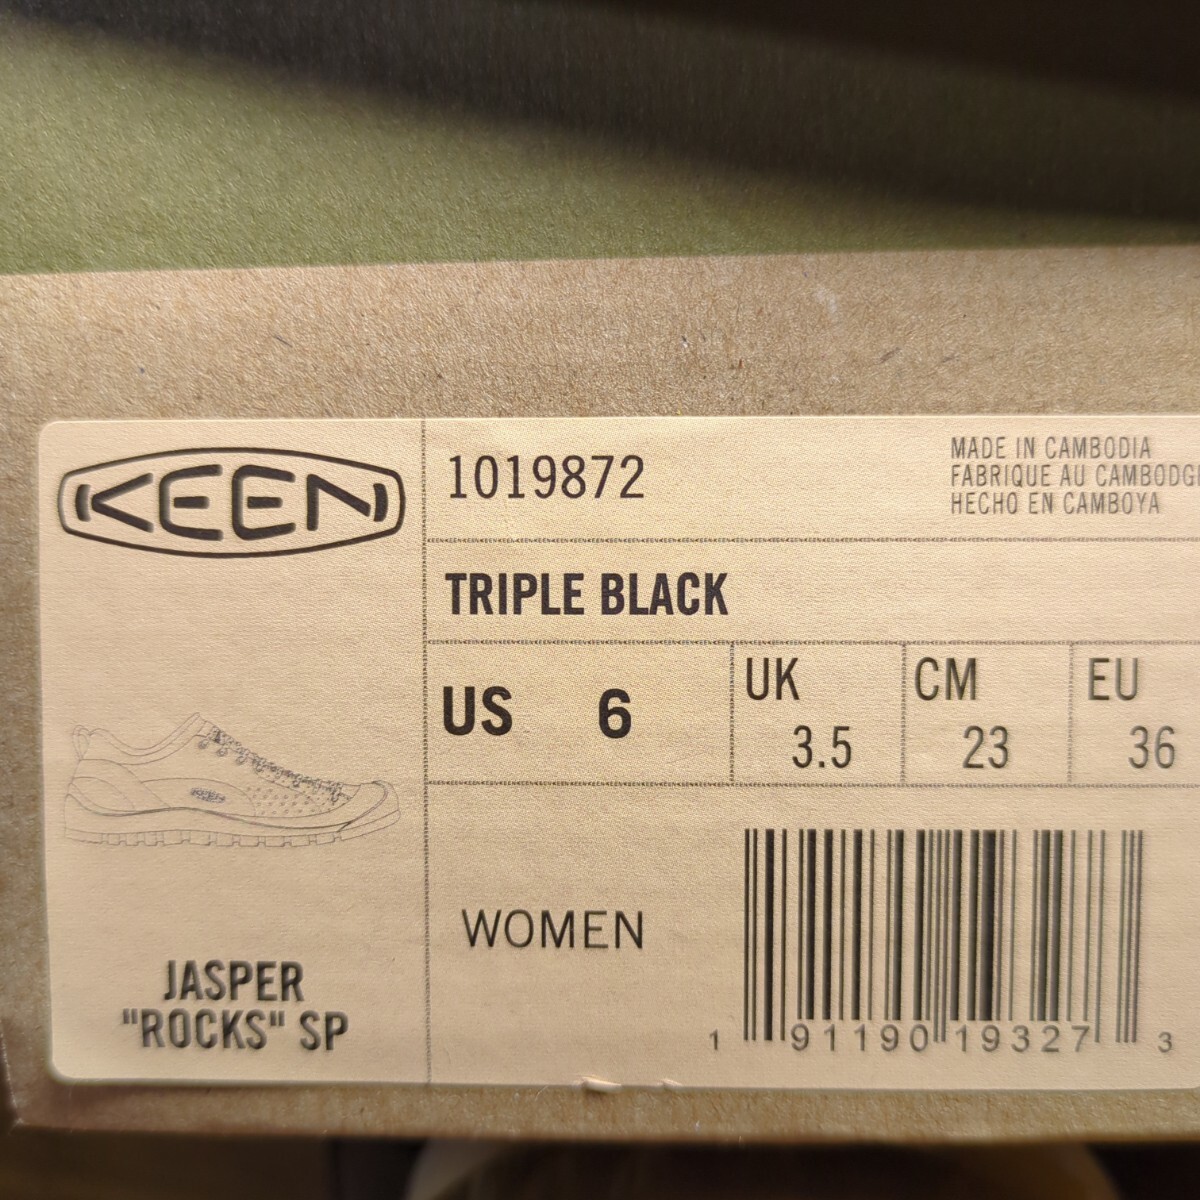 KEEN
1019872
MADE IN CAMBODIA
FABRIQUE AU CAMBODG
HECHO EN CAMBOYA
TRIPLE BLACK
US 6
UK 3.5
CM 23
EU 36
WOMEN
JASPER
"ROCKS" SP
1 91190 19327 3